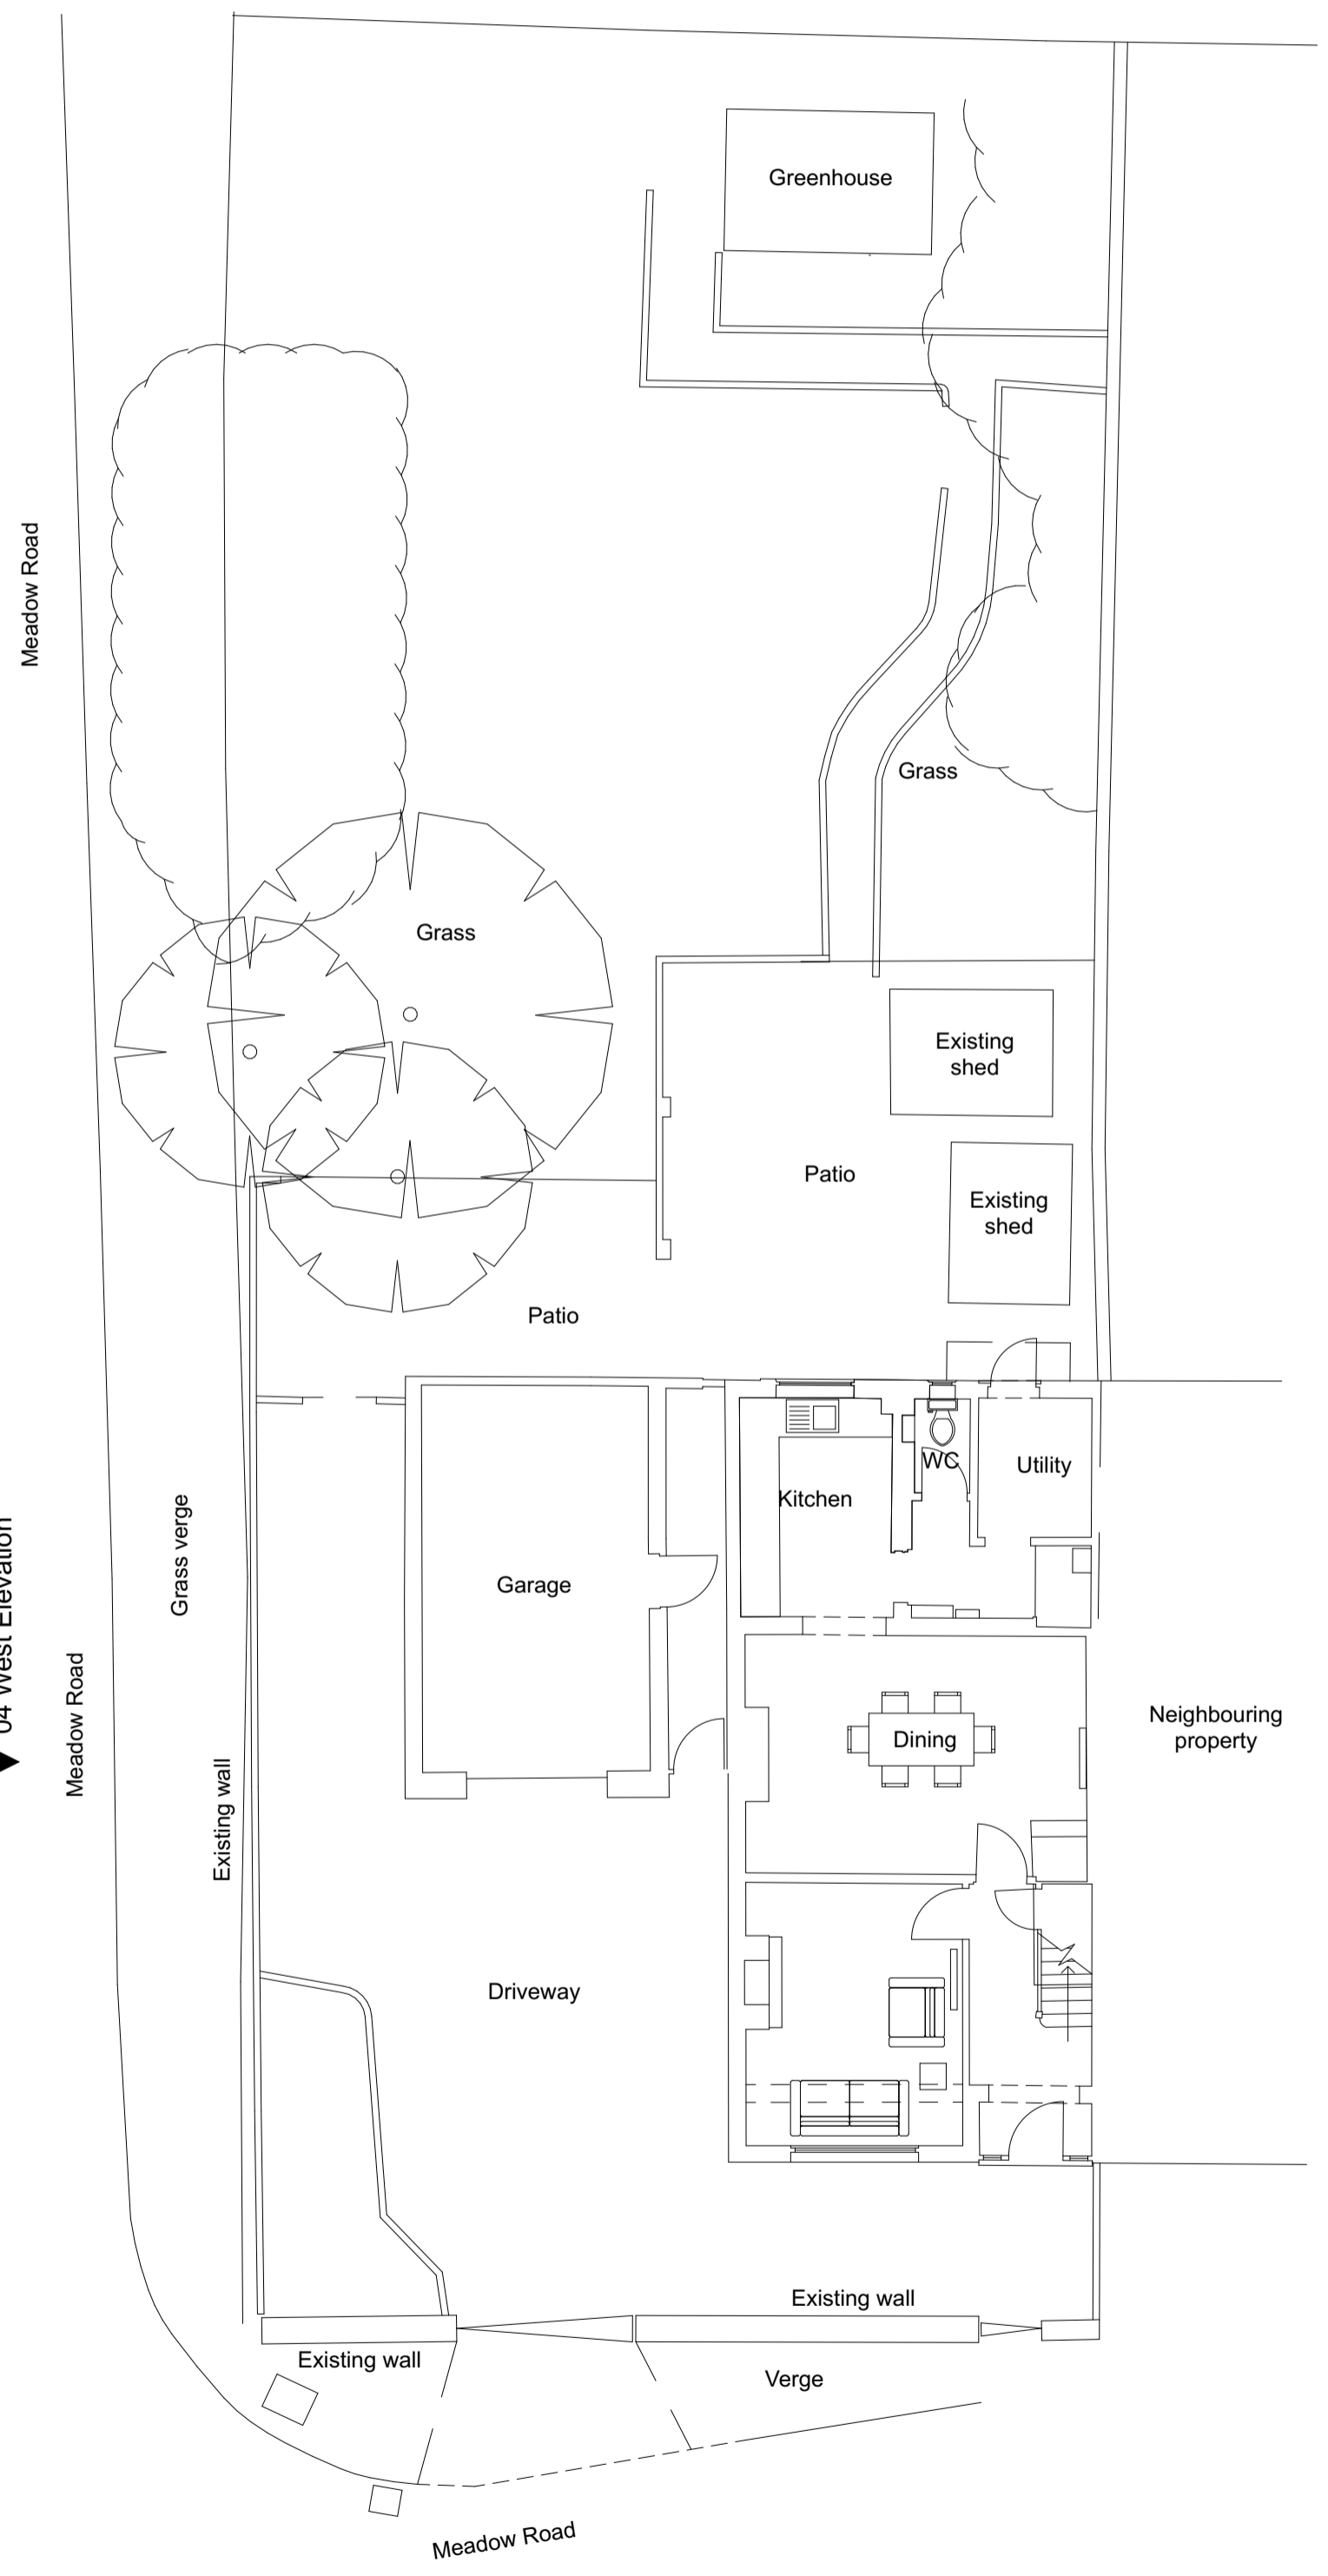 Greenhouse
Meadow Road
Grass
Grass
Existing
shed
Patio
Existing
shed
Patio
WC
Utility
Kitchen
Grass verge
Garage
04 West Elevation
Meadow Road
Neighbouring
property
Dining
Existing wall
Driveway
Existing wall
Existing wall
Verge
Meadow Road